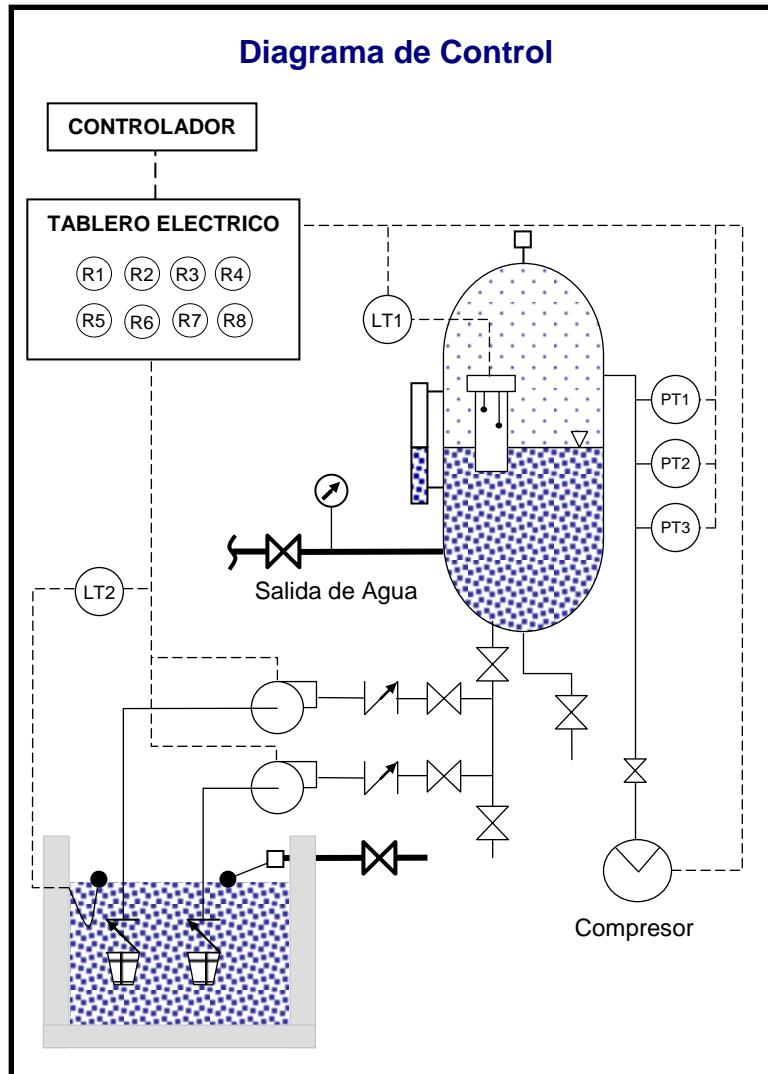 Diagrama de Control
CONTROLADOR
TABLERO ELECTRICO
R1 R2 R3 R4
R5 R6 R7 R8
LT1
PT1
PT2
PT3
Salida de Agua
LT2
Compresor